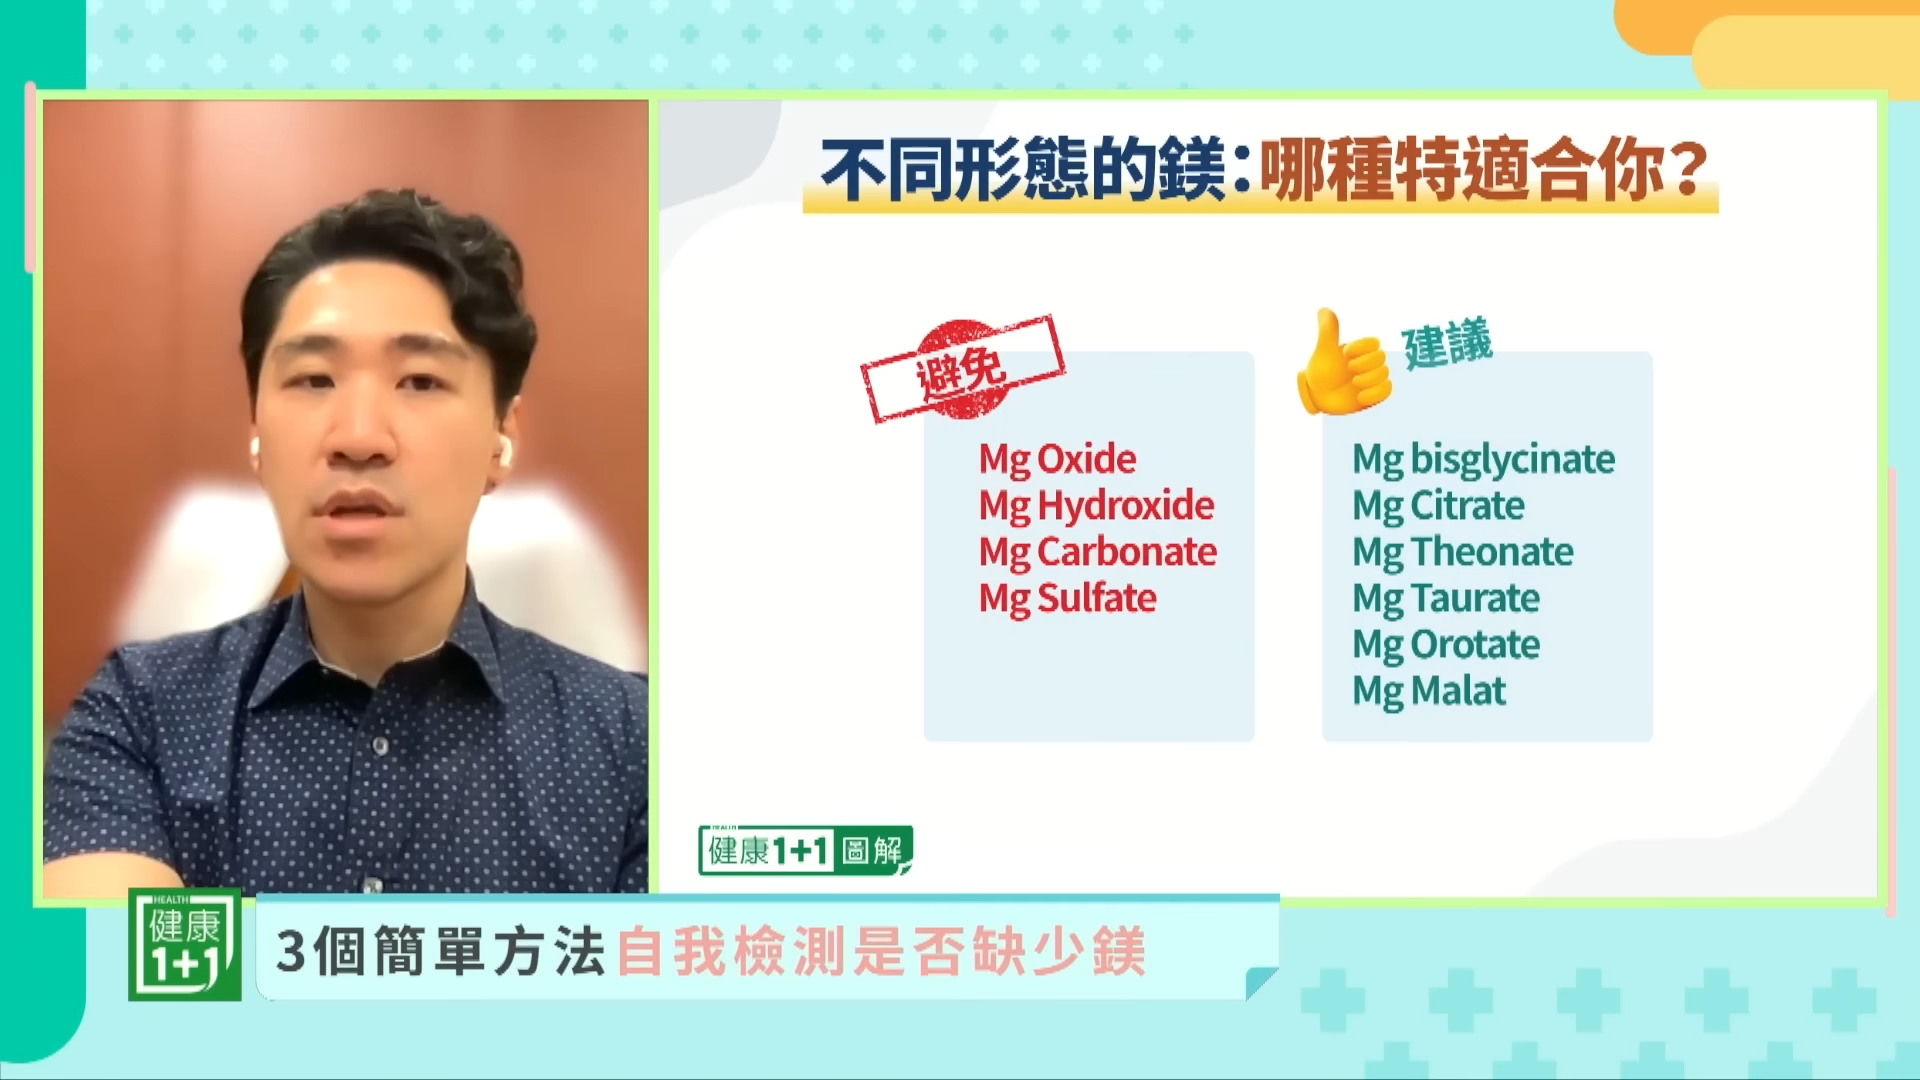 不同形態的鎂:哪種特適合你?
避免
Mg Oxide
Mg Hydroxide
Mg Carbonate
Mg Sulfate
建議
Mg bisglycinate
Mg Citrate
Mg Theonate
Mg Taurate
Mg Orotate
Mg Malat
HEALTH
健康1+1圖解
HEALTH
健康
1+1
3個簡單方法自我檢測是否缺少鎂